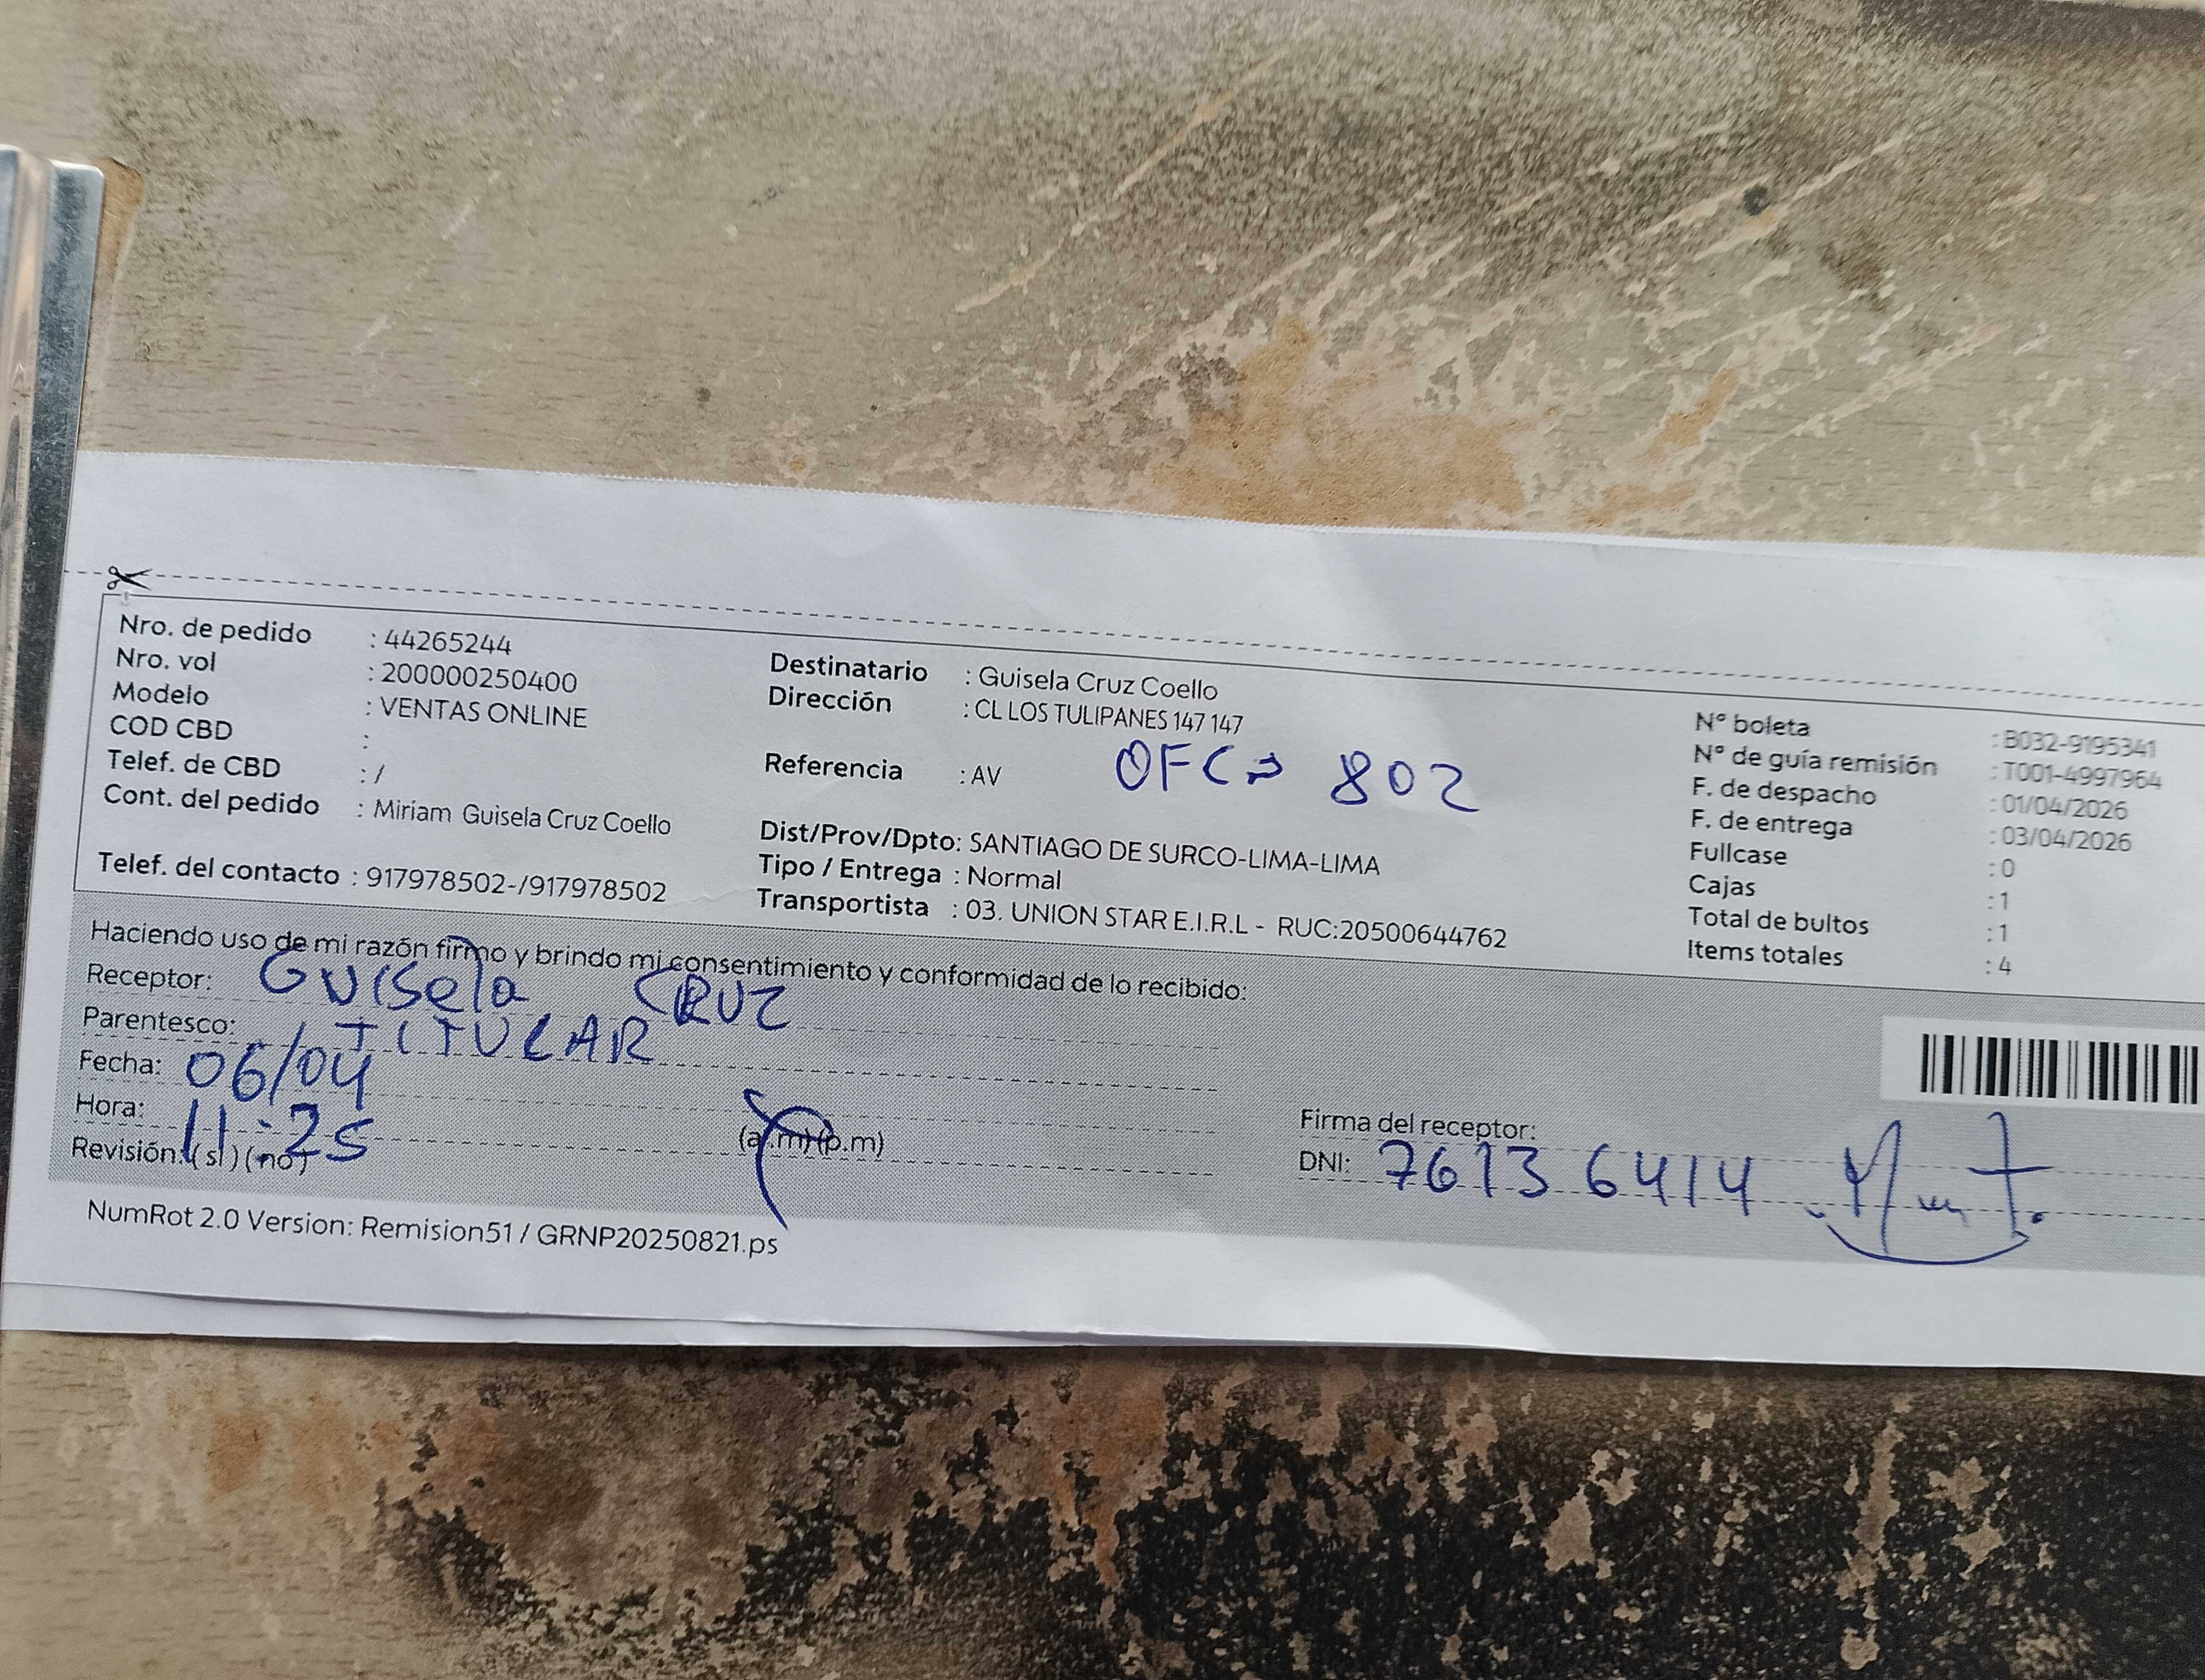 Nro. de pedido : 44265244
Nro. vol : 200000250400
Modelo : VENTAS ONLINE
COD CBD :
Telef. de CBD : /
Cont. del pedido : Miriam Guisela Cruz Coello
Telef. del contacto : 917978502-/917978502
Destinatario : Guisela Cruz Coello
Dirección : CL LOS TULIPANES 147 147
OFC⇒ 802
Referencia : AV
Dist/Prov/Dpto: SANTIAGO DE SURCO-LIMA-LIMA
Tipo / Entrega : Normal
Transportista : 03. UNION STAR E.I.R.L - RUC:20500644762
N° boleta : B032-9195341
N° de guía remisión : T001-4997964
F. de despacho : 01/04/2026
F. de entrega : 03/04/2026
Fullcase : 0
Cajas : 1
Total de bultos : 1
Items totales : 4
Haciendo uso de mi razón firmo y brindo mi consentimiento y conformidad de lo recibido:
Receptor: Guisela CRUZ
Parentesco: TITULAR
Fecha: 06/04
Hora: 11:25 (a.m)(p.m)
Revisión: (si) (no)
Firma del receptor:
DNI: 76136414
NumRot 2.0 Version: Remision51 / GRNP20250821.ps